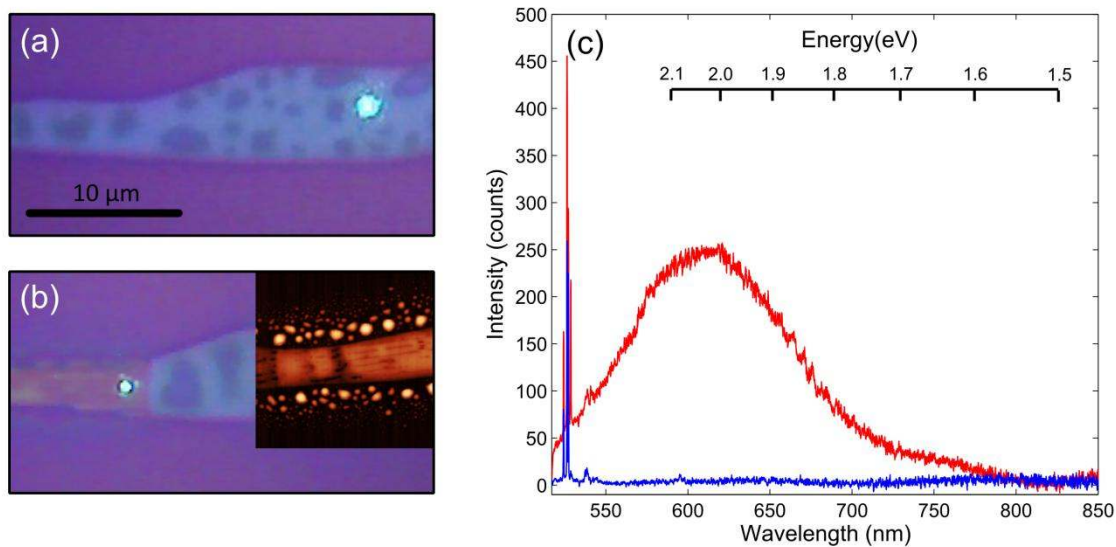 (a)
10 μm
(b)
(c)
Energy(eV)
2.1 2.0 1.9 1.8 1.7 1.6 1.5
Intensity (counts)
500
450
400
350
300
250
200
150
100
50
0
550 600 650 700 750 800 850
Wavelength (nm)